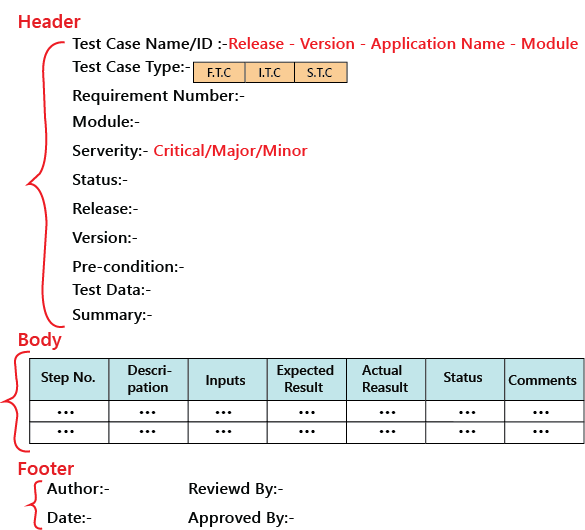 Header
Test Case Name/ID :-Release - Version - Application Name - Module
Test Case Type:- F.T.C I.T.C S.T.C
Requirement Number:-
Module:-
Serverity:- Critical/Major/Minor
Status:-
Release:-
Version:-
Pre-condition:-
Test Data:-
Summary:-
Body
Step No. Descri-pation Inputs Expected Result Actual Reasult Status Comments
... ... ... ... ... ... ...
... ... ... ... ... ... ...
Footer
Author:- Reviewd By:-
Date:- Approved By:-